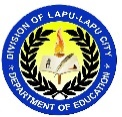 DIVISION OF LAPU-LAPU CITY
DEPARTMENT OF EDUCATION